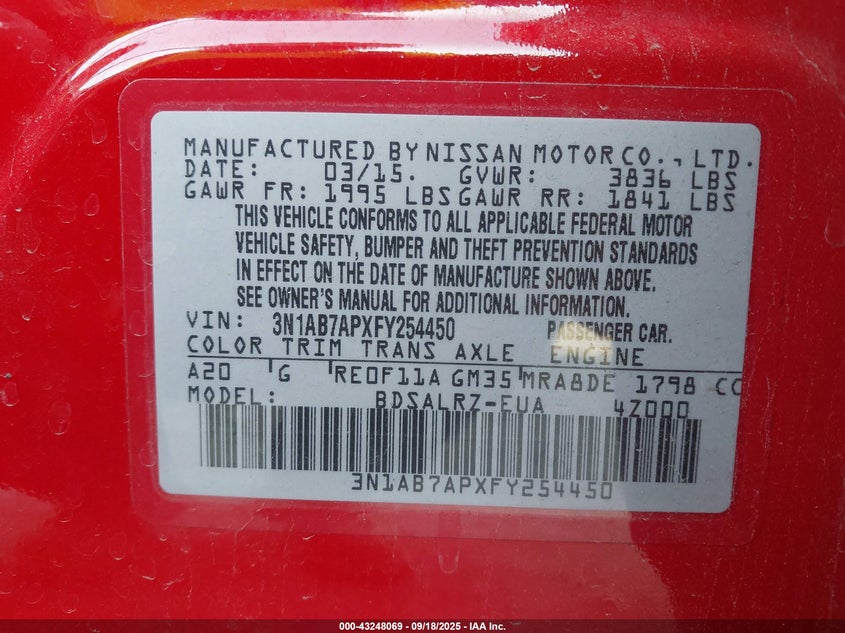 MANUFACTURED BY NISSAN MOTOR CO., LTD.
DATE: 03/15. GVWR: 3836 LBS
GAWR FR: 1995 LBS GAWR RR: 1841 LBS
THIS VEHICLE CONFORMS TO ALL APPLICABLE FEDERAL MOTOR
VEHICLE SAFETY, BUMPER AND THEFT PREVENTION STANDARDS
IN EFFECT ON THE DATE OF MANUFACTURE SHOWN ABOVE.
SEE OWNER'S MANUAL FOR ADDITIONAL INFORMATION.
VIN: 3N1AB7APXFY254450 PASSENGER CAR.
COLOR TRIM TRANS AXLE ENGINE
A20 G RE0F11A GM35 MRA8DE 1798 CC
MODEL: BDSALRZ-EUA 4Z000
3N1AB7APXFY254450
000-43248069 - 09/18/2025 - IAA Inc.